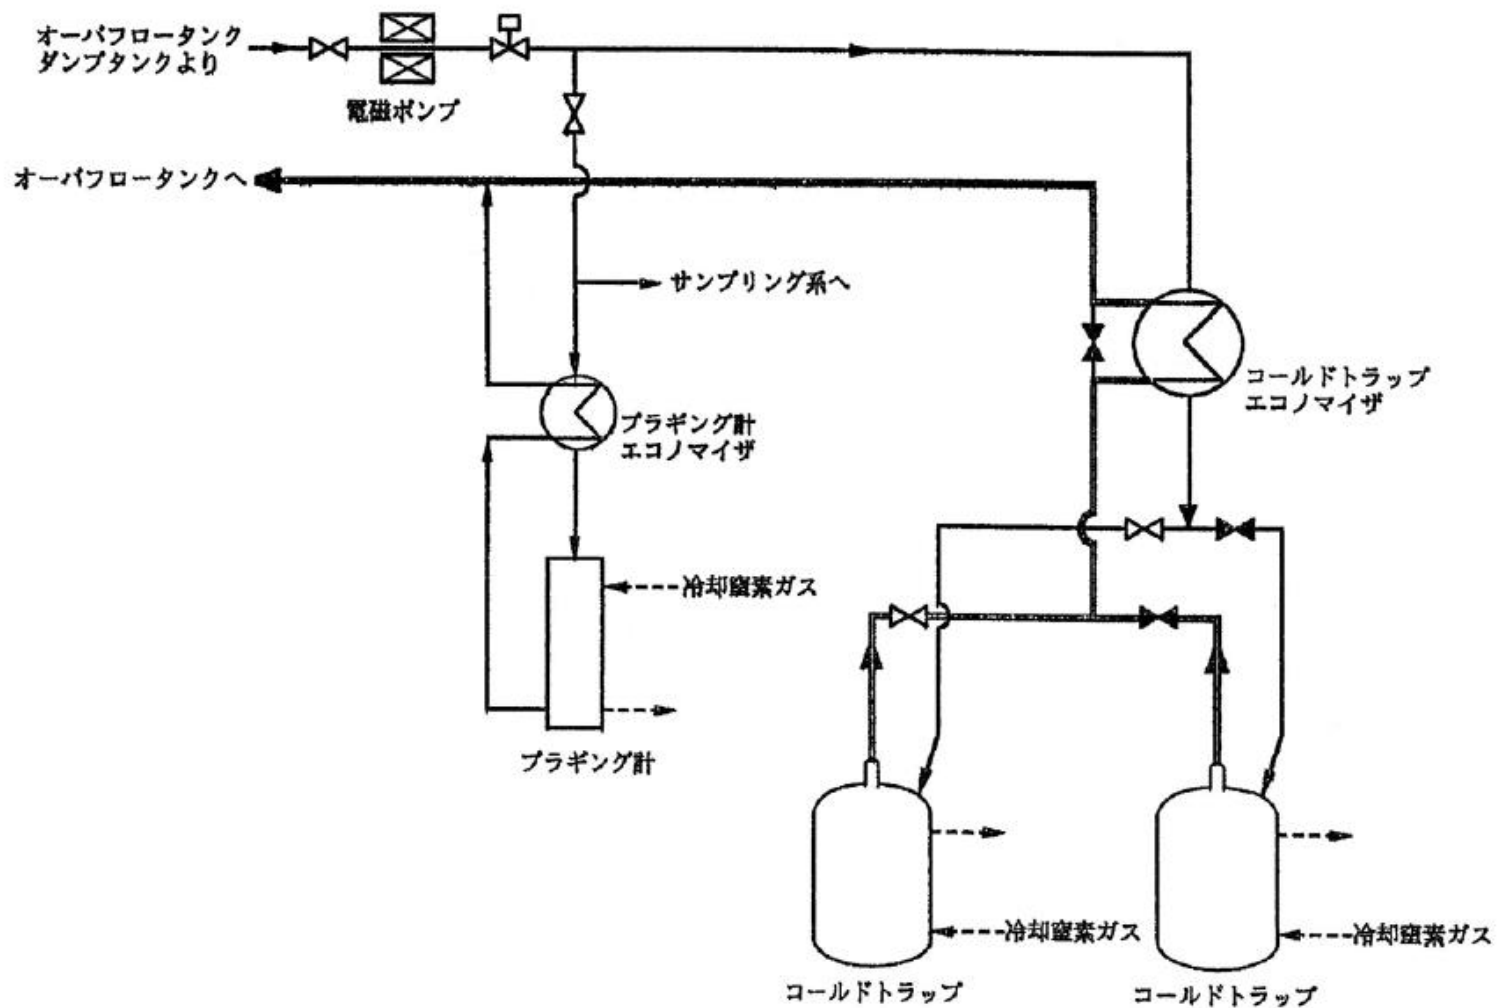 オーバフロータンク
ダンプタンクより
電磁ポンプ
オーバフロータンクへ
サンプリング系へ
コールドトラップ
エコノマイザ
プラギング計
エコノマイザ
冷却窒素ガス
プラギング計
冷却窒素ガス
冷却窒素ガス
コールドトラップ
コールドトラップ